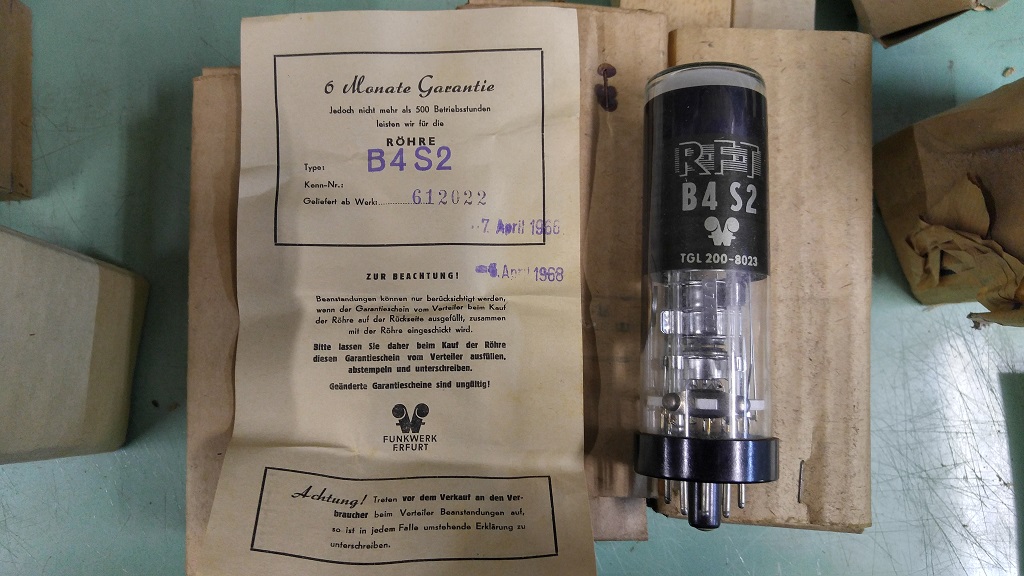 6 Monate Garantie
Jedoch nicht mehr als 500 Betriebsstunden
leisten wir für die
RÖHRE
Type: B4S2
Kenn-Nr.:
Geliefert ab Werk: 612022
7. April 1966
ZUR BEACHTUNG!
April 1968
Beanstandungen können nur berücksichtigt werden,
wenn der Garantieschein vom Verteiler beim Kauf
der Röhre auf der Rückseite ausgefüllt, zusammen
mit der Röhre eingeschickt wird.
Bitte lassen Sie daher beim Kauf der Röhre
diesen Garantieschein vom Verteiler ausfüllen,
abstempeln und unterschreiben.
Geänderte Garantiescheine sind ungültig!
FUNKWERK
ERFURT
Achtung! Treten vor dem Verkauf an den Ver-
braucher beim Verteiler Beanstandungen auf,
so ist in jedem Falle umstehende Erklärung zu
unterschreiben.
RFT
B4 S2
TGL 200-8023